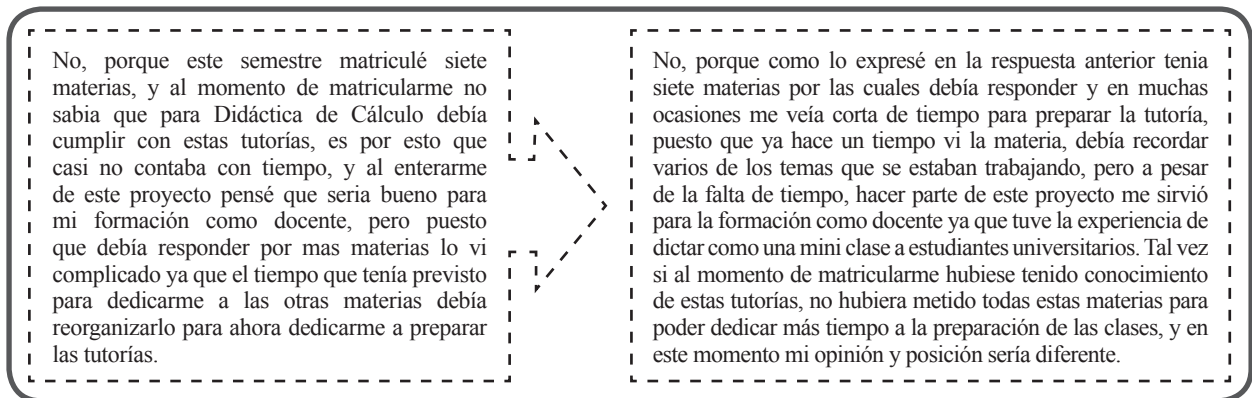 No, porque este semestre matriculé siete
materias, y al momento de matricularme no
sabia que para Didáctica de Cálculo debía
cumplir con estas tutorías, es por esto que
casi no contaba con tiempo, y al enterarme
de este proyecto pensé que seria bueno para
mi formación como docente, pero puesto
que debía responder por mas materias lo vi
complicado ya que el tiempo que tenía previsto
para dedicarme a las otras materias debía
reorganizarlo para ahora dedicarme a preparar
las tutorías.
No, porque como lo expresé en la respuesta anterior tenia
siete materias por las cuales debía responder y en muchas
ocasiones me veía corta de tiempo para preparar la tutoría,
puesto que ya hace un tiempo vi la materia, debía recordar
varios de los temas que se estaban trabajando, pero a pesar
de la falta de tiempo, hacer parte de este proyecto me sirvió
para la formación como docente ya que tuve la experiencia de
dictar como una mini clase a estudiantes universitarios. Tal vez
si al momento de matricularme hubiese tenido conocimiento
de estas tutorías, no hubiera metido todas estas materias para
poder dedicar más tiempo a la preparación de las clases, y en
este momento mi opinión y posición sería diferente.